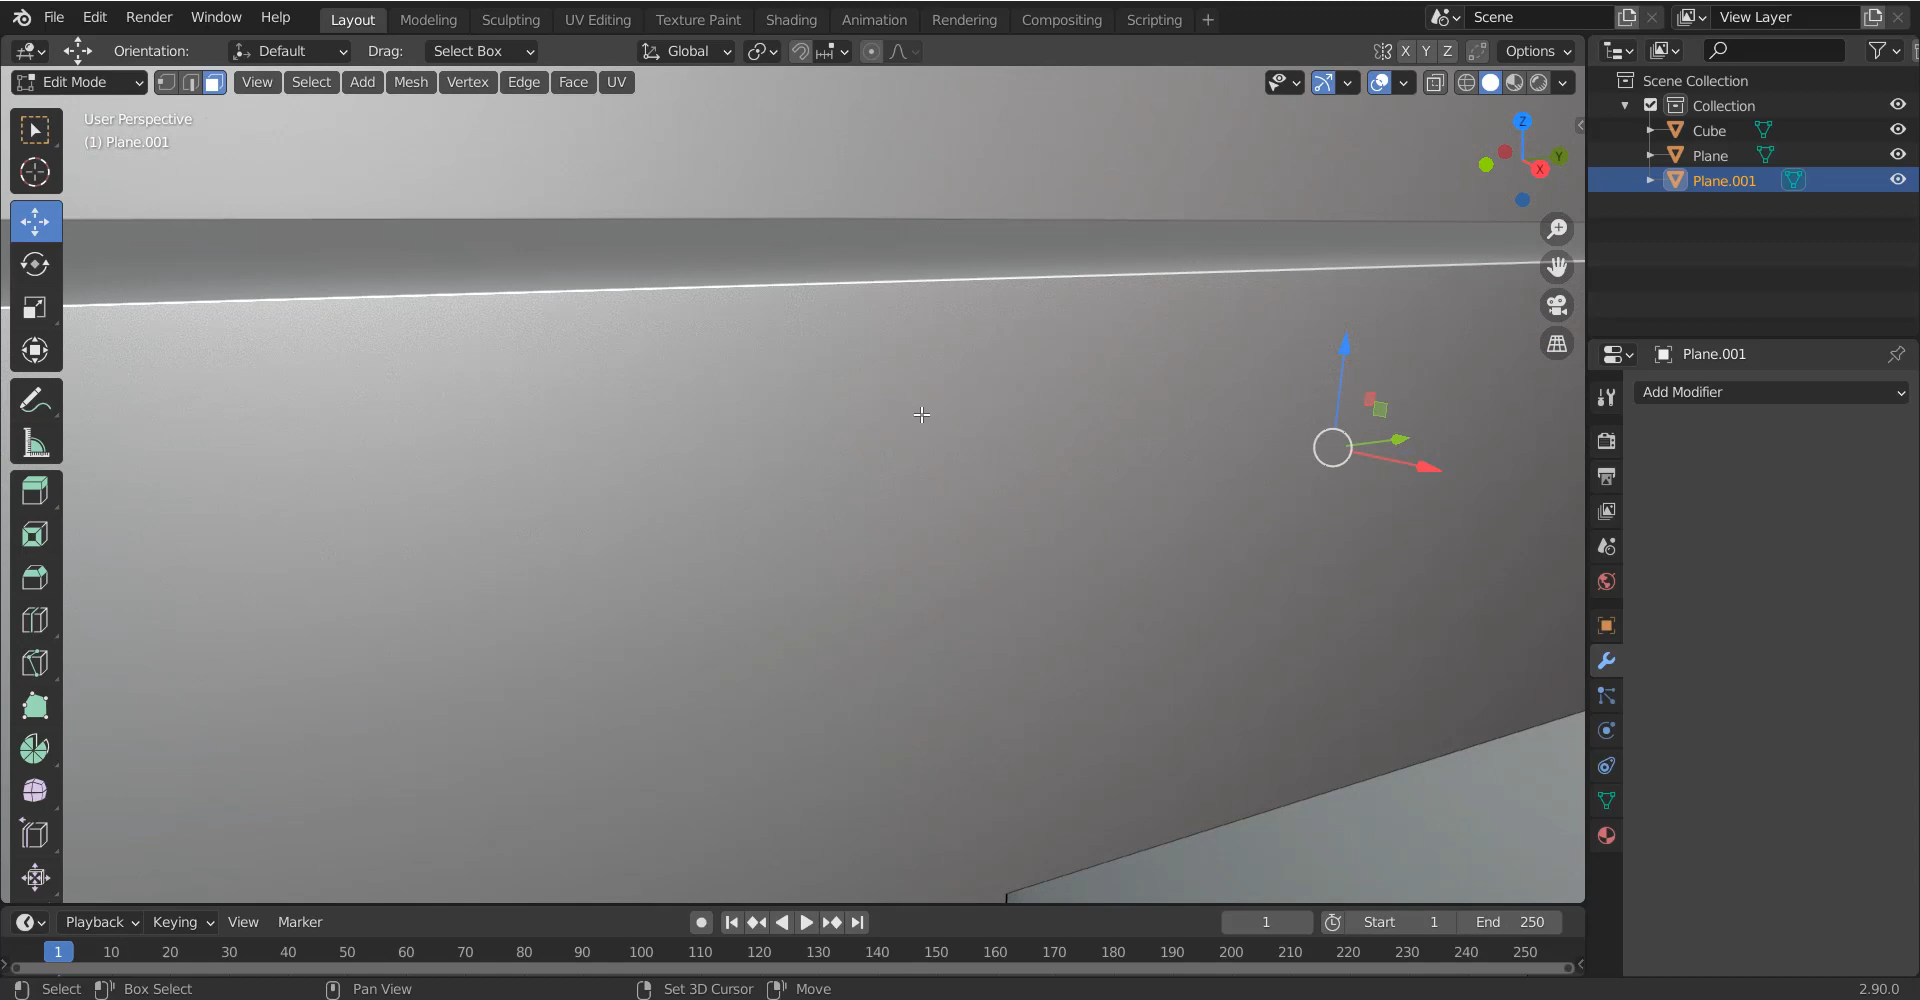 File Edit Render Window Help Layout Modeling Sculpting UV Editing Texture Paint Shading Animation Rendering Compositing Scripting + Scene View Layer
Orientation: Default Drag: Select Box Global X Y Z Options
Edit Mode View Select Add Mesh Vertex Edge Face UV
User Perspective
(1) Plane.001
Z
Y
X
Scene Collection
Collection
Cube
Plane
Plane.001
Plane.001
Add Modifier
Playback Keying View Marker 1 Start 1 End 250
1 10 20 30 40 50 60 70 80 90 100 110 120 130 140 150 160 170 180 190 200 210 220 230 240 250
Select Box Select Pan View Set 3D Cursor Move 2.90.0